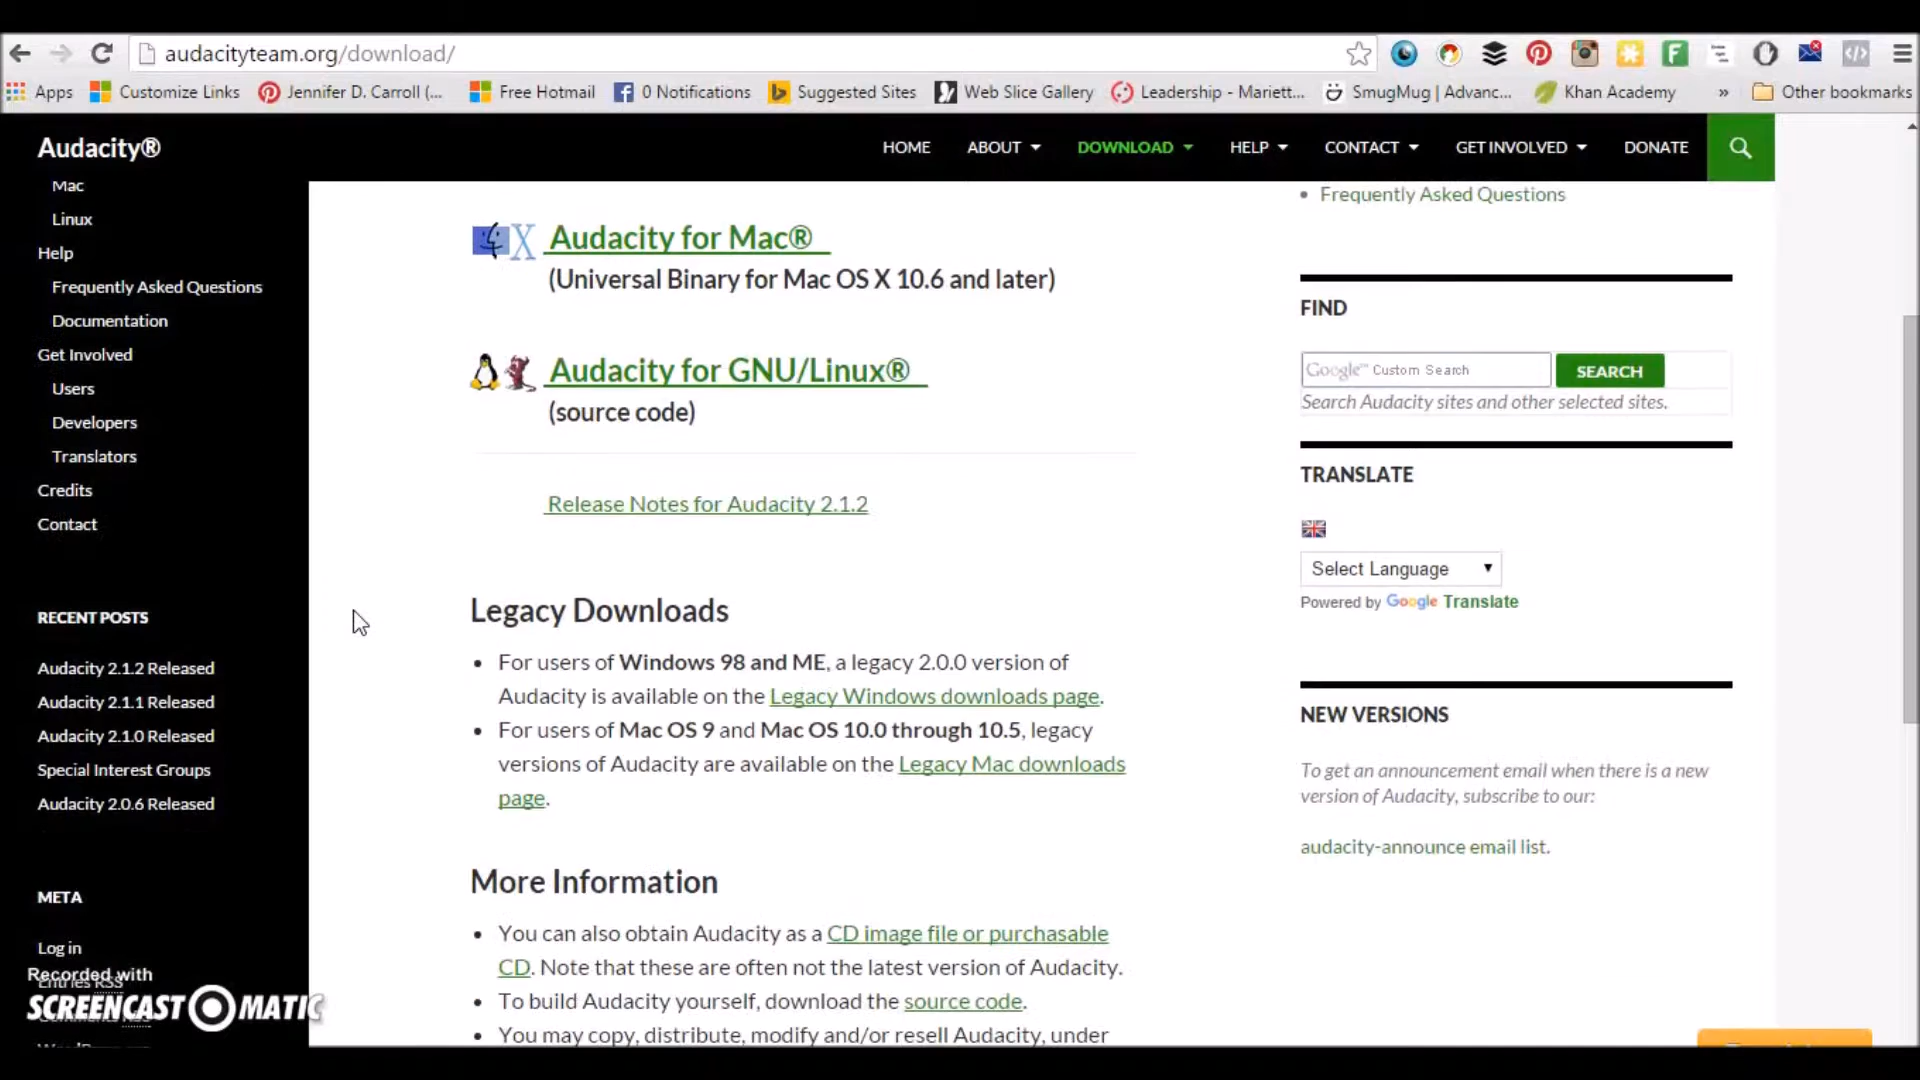 audacityteam.org/download/
Apps Customize Links Jennifer D. Carroll (... Free Hotmail 0 Notifications Suggested Sites Web Slice Gallery Leadership - Mariett... SmugMug | Advanc... Khan Academy » Other bookmarks
Audacity® HOME ABOUT DOWNLOAD HELP CONTACT GET INVOLVED DONATE
Mac
Linux
Help
Frequently Asked Questions
Documentation
Get Involved
Users
Developers
Translators
Credits
Contact
RECENT POSTS
Audacity 2.1.2 Released
Audacity 2.1.1 Released
Audacity 2.1.0 Released
Special Interest Groups
Audacity 2.0.6 Released
META
Log in
Entries RSS
Recorded with
SCREENCAST MATIC
Audacity for Mac®
(Universal Binary for Mac OS X 10.6 and later)
Audacity for GNU/Linux®
(source code)
Release Notes for Audacity 2.1.2
Legacy Downloads
• For users of Windows 98 and ME, a legacy 2.0.0 version of
Audacity is available on the Legacy Windows downloads page.
• For users of Mac OS 9 and Mac OS 10.0 through 10.5, legacy
versions of Audacity are available on the Legacy Mac downloads
page.
More Information
• You can also obtain Audacity as a CD image file or purchasable
CD. Note that these are often not the latest version of Audacity.
• To build Audacity yourself, download the source code.
• You may copy, distribute, modify and/or resell Audacity, under
• Frequently Asked Questions
FIND
Google™ Custom Search SEARCH
Search Audacity sites and other selected sites.
TRANSLATE
Select Language
Powered by Google Translate
NEW VERSIONS
To get an announcement email when there is a new
version of Audacity, subscribe to our:
audacity-announce email list.